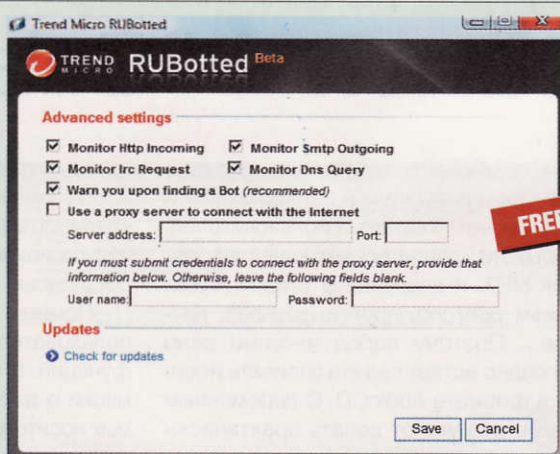 Trend Micro RUBotted
TREND MICRO RUBotted Beta
Advanced settings
Monitor Http Incoming Monitor Smtp Outgoing
Monitor Irc Request Monitor Dns Query
Warn you upon finding a Bot (recommended)
Use a proxy server to connect with the Internet
Server address: Port:
If you must submit credentials to connect with the proxy server, provide that
information below. Otherwise, leave the following fields blank.
User name: Password:
Updates
Check for updates
Save Cancel